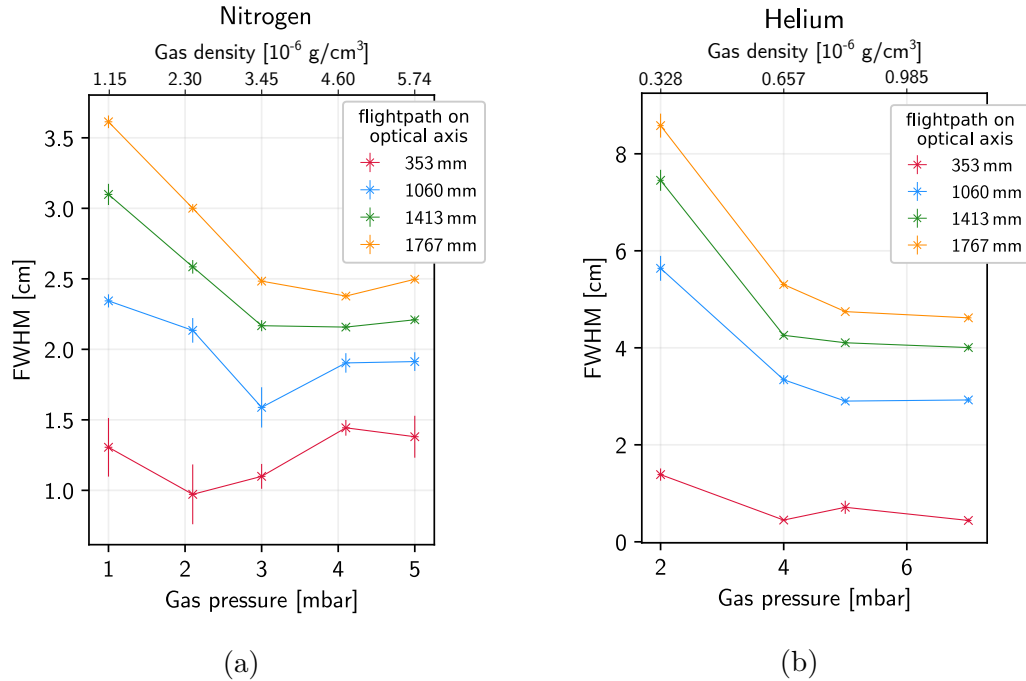 Nitrogen
Gas density [10⁻⁶ g/cm³]
1.15 2.30 3.45 4.60 5.74
flightpath on
optical axis
353 mm
1060 mm
1413 mm
1767 mm
3.5
3.0
2.5
2.0
1.5
1.0
FWHM [cm]
1 2 3 4 5
Gas pressure [mbar]
(a)
Helium
Gas density [10⁻⁶ g/cm³]
0.328 0.657 0.985
flightpath on
optical axis
353 mm
1060 mm
1413 mm
1767 mm
8
6
4
2
0
FWHM [cm]
2 4 6
Gas pressure [mbar]
(b)